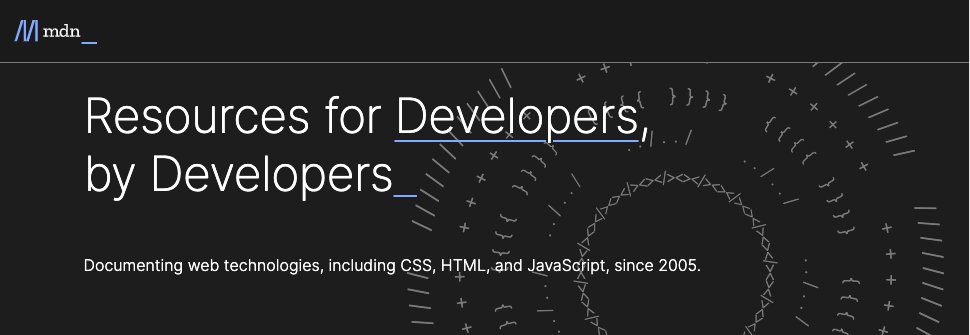 mdn_
Resources for Developers,
by Developers_
Documenting web technologies, including CSS, HTML, and JavaScript, since 2005.